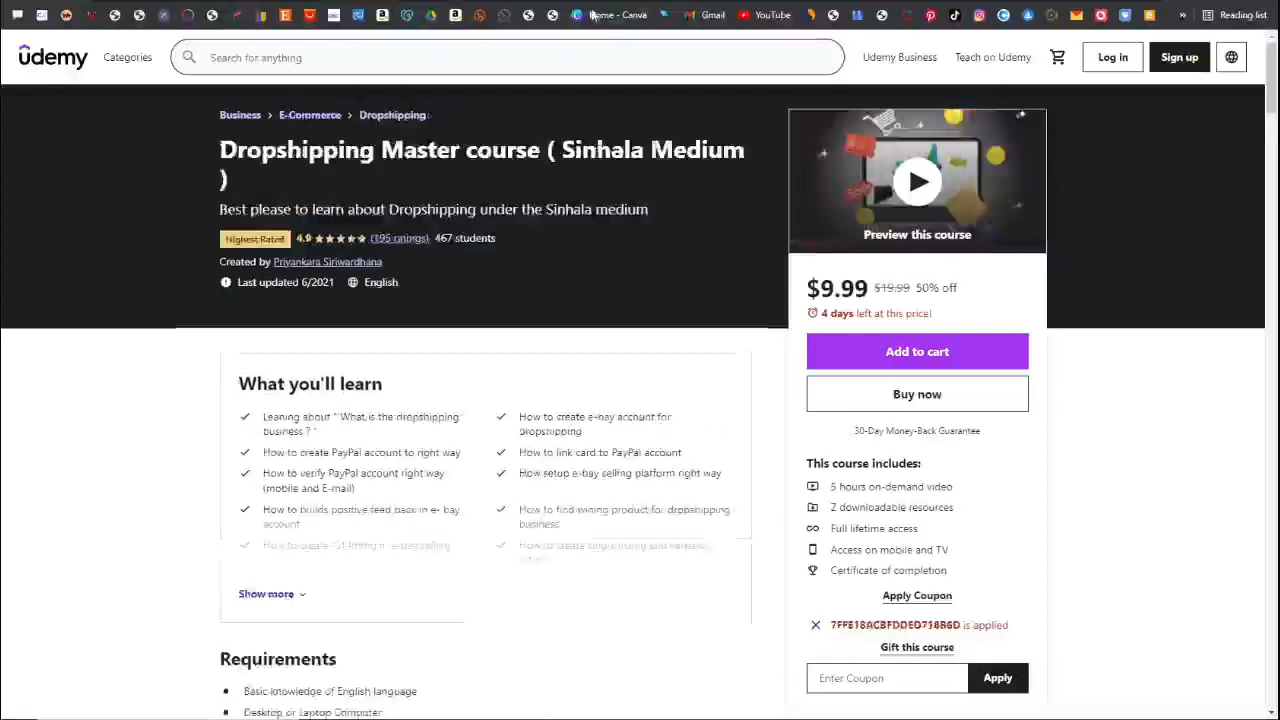 Home - Canva
Gmail
YouTube
Reading list
ûdemy
Categories
Search for anything
Udemy Business
Teach on Udemy
Log in
Sign up
Business > E-Commerce > Dropshipping
Dropshipping Master course ( Sinhala Medium
)
Best please to learn about Dropshipping under the Sinhala medium
Highest Rated 4.9 (195 ratings) 467 students
Created by Priyankara Siriwardhana
Last updated 6/2021 English
Preview this course
$9.99 $19.99 50% off
4 days left at this price!
Add to cart
Buy now
30-Day Money-Back Guarantee
This course includes:
5 hours on-demand video
2 downloadable resources
Full lifetime access
Access on mobile and TV
Certificate of completion
Apply Coupon
is applied
Gift this course
Enter Coupon
Apply
What you'll learn
Leaning about " What is the dropshipping
business ? "
How to create PayPal account to right way
How to verify PayPal account right way
(mobile and E-mail)
How to builds positive feed back in e- bay
account
How to create e-bay account for
dropshipping
How to link card to PayPal account
How setup e-bay selling platform right way
How to find wining product for dropshipping
business
Show more
Requirements
Basic knowledge of English language
Desktop or Laptop Computer